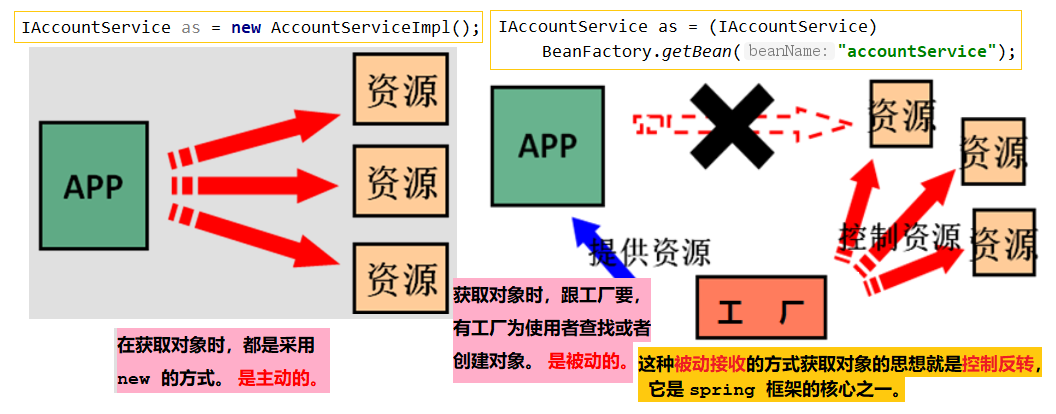 IAccountService as = new AccountServiceImpl();
APP
资源
资源
资源
在获取对象时，都是采用
new 的方式。是主动的。
IAccountService as = (IAccountService)
BeanFactory.getBean( beanName: "accountService");
APP
资源
资源
资源
提供资源
控制资源
工 厂
获取对象时，跟工厂要，
有工厂为使用者查找或者
创建对象。是被动的。
这种被动接收的方式获取对象的思想就是控制反转，
它是 spring 框架的核心之一。